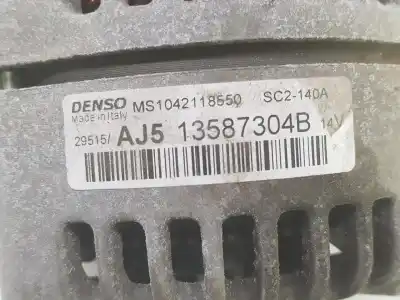 DENSO MS1042118550 SC2-140A
Made in Italy
29515/ AJ5 13587304B 14V